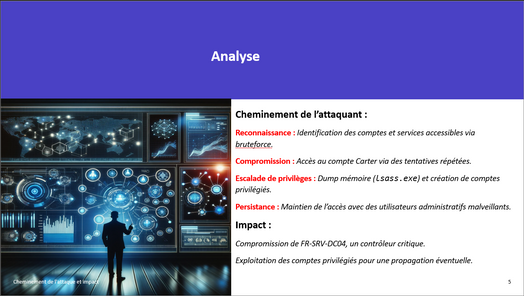 Analyse
Cheminement de l’attaquant :
Reconnaissance : Identification des comptes et services accessibles via
bruteforce.
Compromission : Accès au compte Carter via des tentatives répétées.
Escalade de privilèges : Dump mémoire (Lsass.exe) et création de comptes
privilégiés.
Persistance : Maintien de l’accès avec des utilisateurs administratifs malveillants.
Impact :
Compromission de FR-SRV-DC04, un contrôleur critique.
Exploitation des comptes privilégiés pour une propagation éventuelle.
Cheminement de l'attaque et impact
5